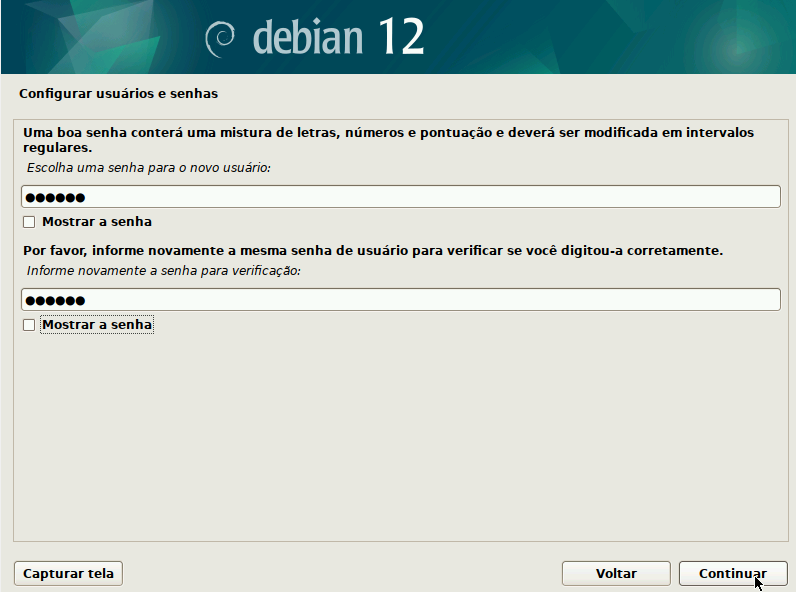 debian 12
Configurar usuários e senhas
Uma boa senha conterá uma mistura de letras, números e pontuação e deverá ser modificada em intervalos
regulares.
Escolha uma senha para o novo usuário:
●●●●●●
Mostrar a senha
Por favor, informe novamente a mesma senha de usuário para verificar se você digitou-a corretamente.
Informe novamente a senha para verificação:
●●●●●●
Mostrar a senha
Capturar tela
Voltar
Continuar